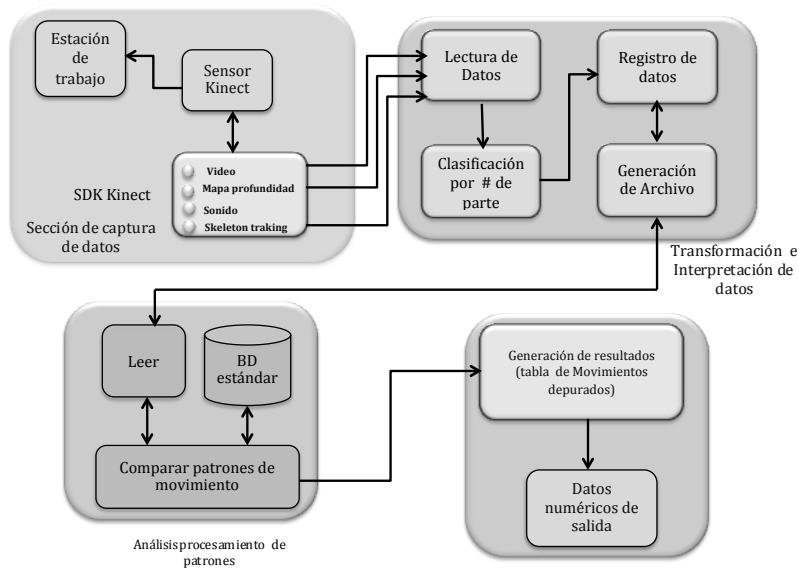 Estación
de
trabajo
Sensor
Kinect
Video
Mapa profundidad
Sonido
Skeleton traking
SDK Kinect
Sección de captura
de datos
Lectura de
Datos
Clasificación
por # de
parte
Registro de
datos
Generación
de Archivo
Transformación e
Interpretación de
datos
Leer
BD
estándar
Comparar patrones de
movimiento
Análisis procesamiento de
patrones
Generación de resultados
(tabla de Movimientos
depurados)
Datos
numéricos de
salida